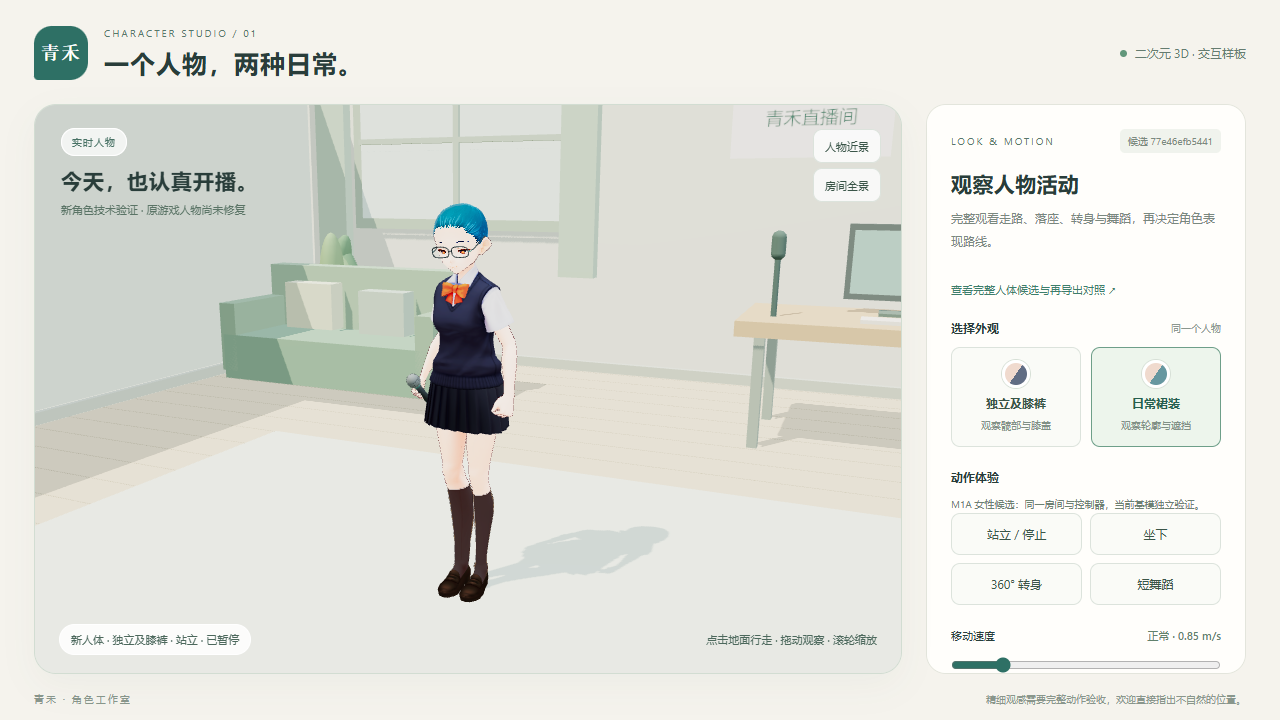 青禾
CHARACTER STUDIO / 01
一个人物，两种日常。
二次元 3D · 交互样板
实时人物
今天，也认真开播。
新角色技术验证 · 原游戏人物尚未修复
青禾直播间
人物近景
房间全景
新人体 · 独立及膝裤 · 站立 · 已暂停
点击地面行走 · 拖动观察 · 滚轮缩放
LOOK & MOTION
候选 77e46efb5441
观察人物活动
完整观看走路、落座、转身与舞蹈，再决定角色表
现路线。
查看完整人体候选与再导出对照 ↗
选择外观
同一个人物
独立及膝裤
观察髋部与膝盖
日常裙装
观察轮廓与遮挡
动作体验
M1A 女性候选：同一房间与控制器，当前基模独立验证。
站立 / 停止
坐下
360° 转身
短舞蹈
移动速度
正常 · 0.85 m/s
青禾 · 角色工作室
精细观感需要完整动作验收，欢迎直接指出不自然的位置。